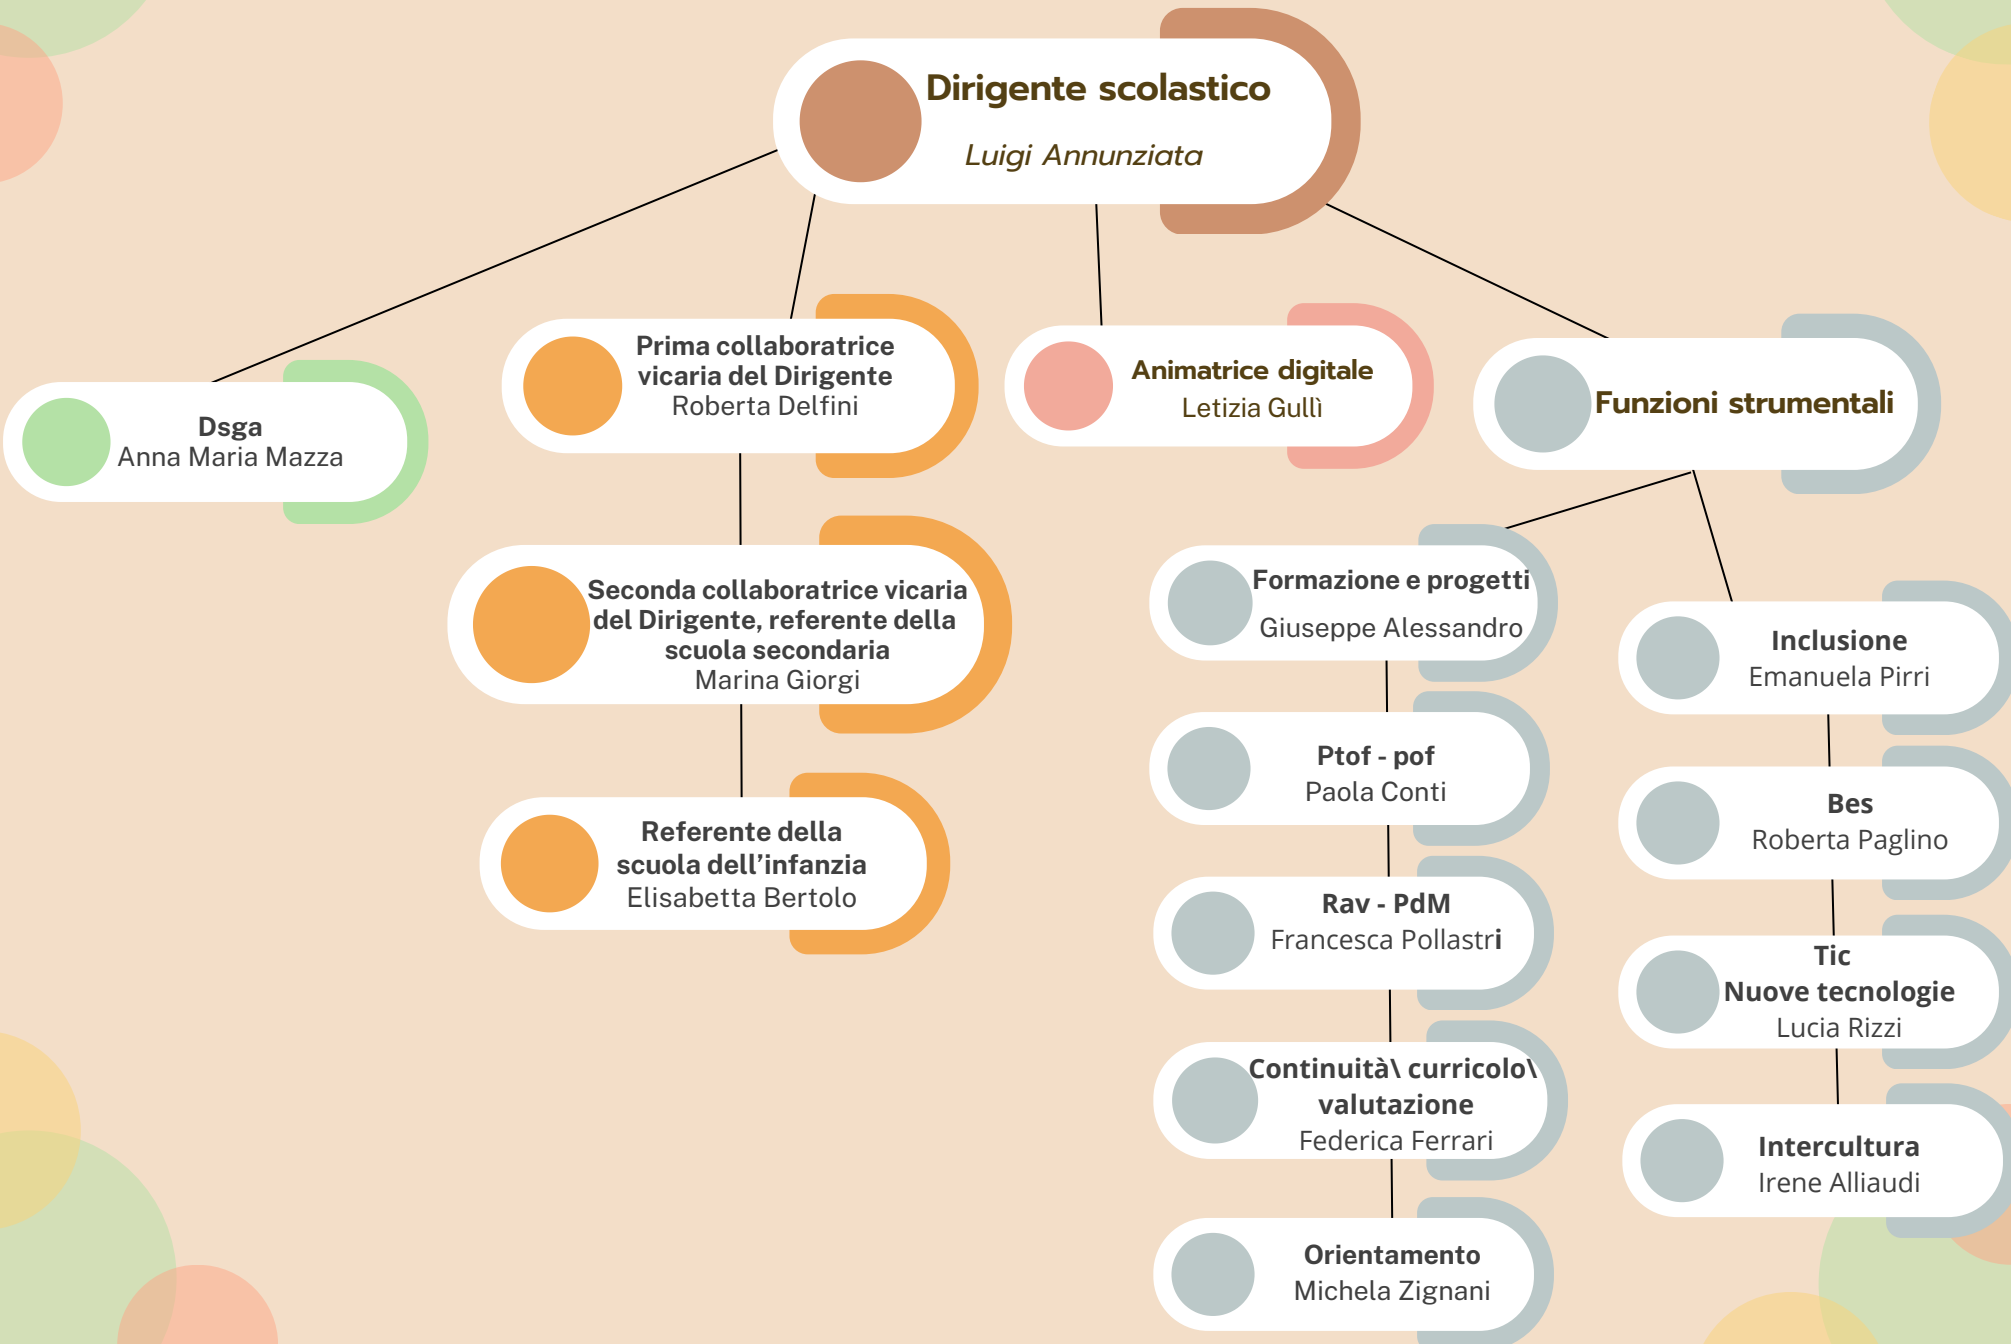 Dirigente scolastico
Luigi Annunziata
Dsga
Anna Maria Mazza
Prima collaboratrice
vicaria del Dirigente
Roberta Delfini
Seconda collaboratrice vicaria
del Dirigente, referente della
scuola secondaria
Marina Giorgi
Referente della
scuola dell’infanzia
Elisabetta Bertolo
Animatrice digitale
Letizia Gullì
Funzioni strumentali
Formazione e progetti
Giuseppe Alessandro
Ptof - pof
Paola Conti
Rav - PdM
Francesca Pollastri
Continuità\ curricolo\
valutazione
Federica Ferrari
Orientamento
Michela Zignani
Inclusione
Emanuela Pirri
Bes
Roberta Paglino
Tic
Nuove tecnologie
Lucia Rizzi
Intercultura
Irene Alliaudi